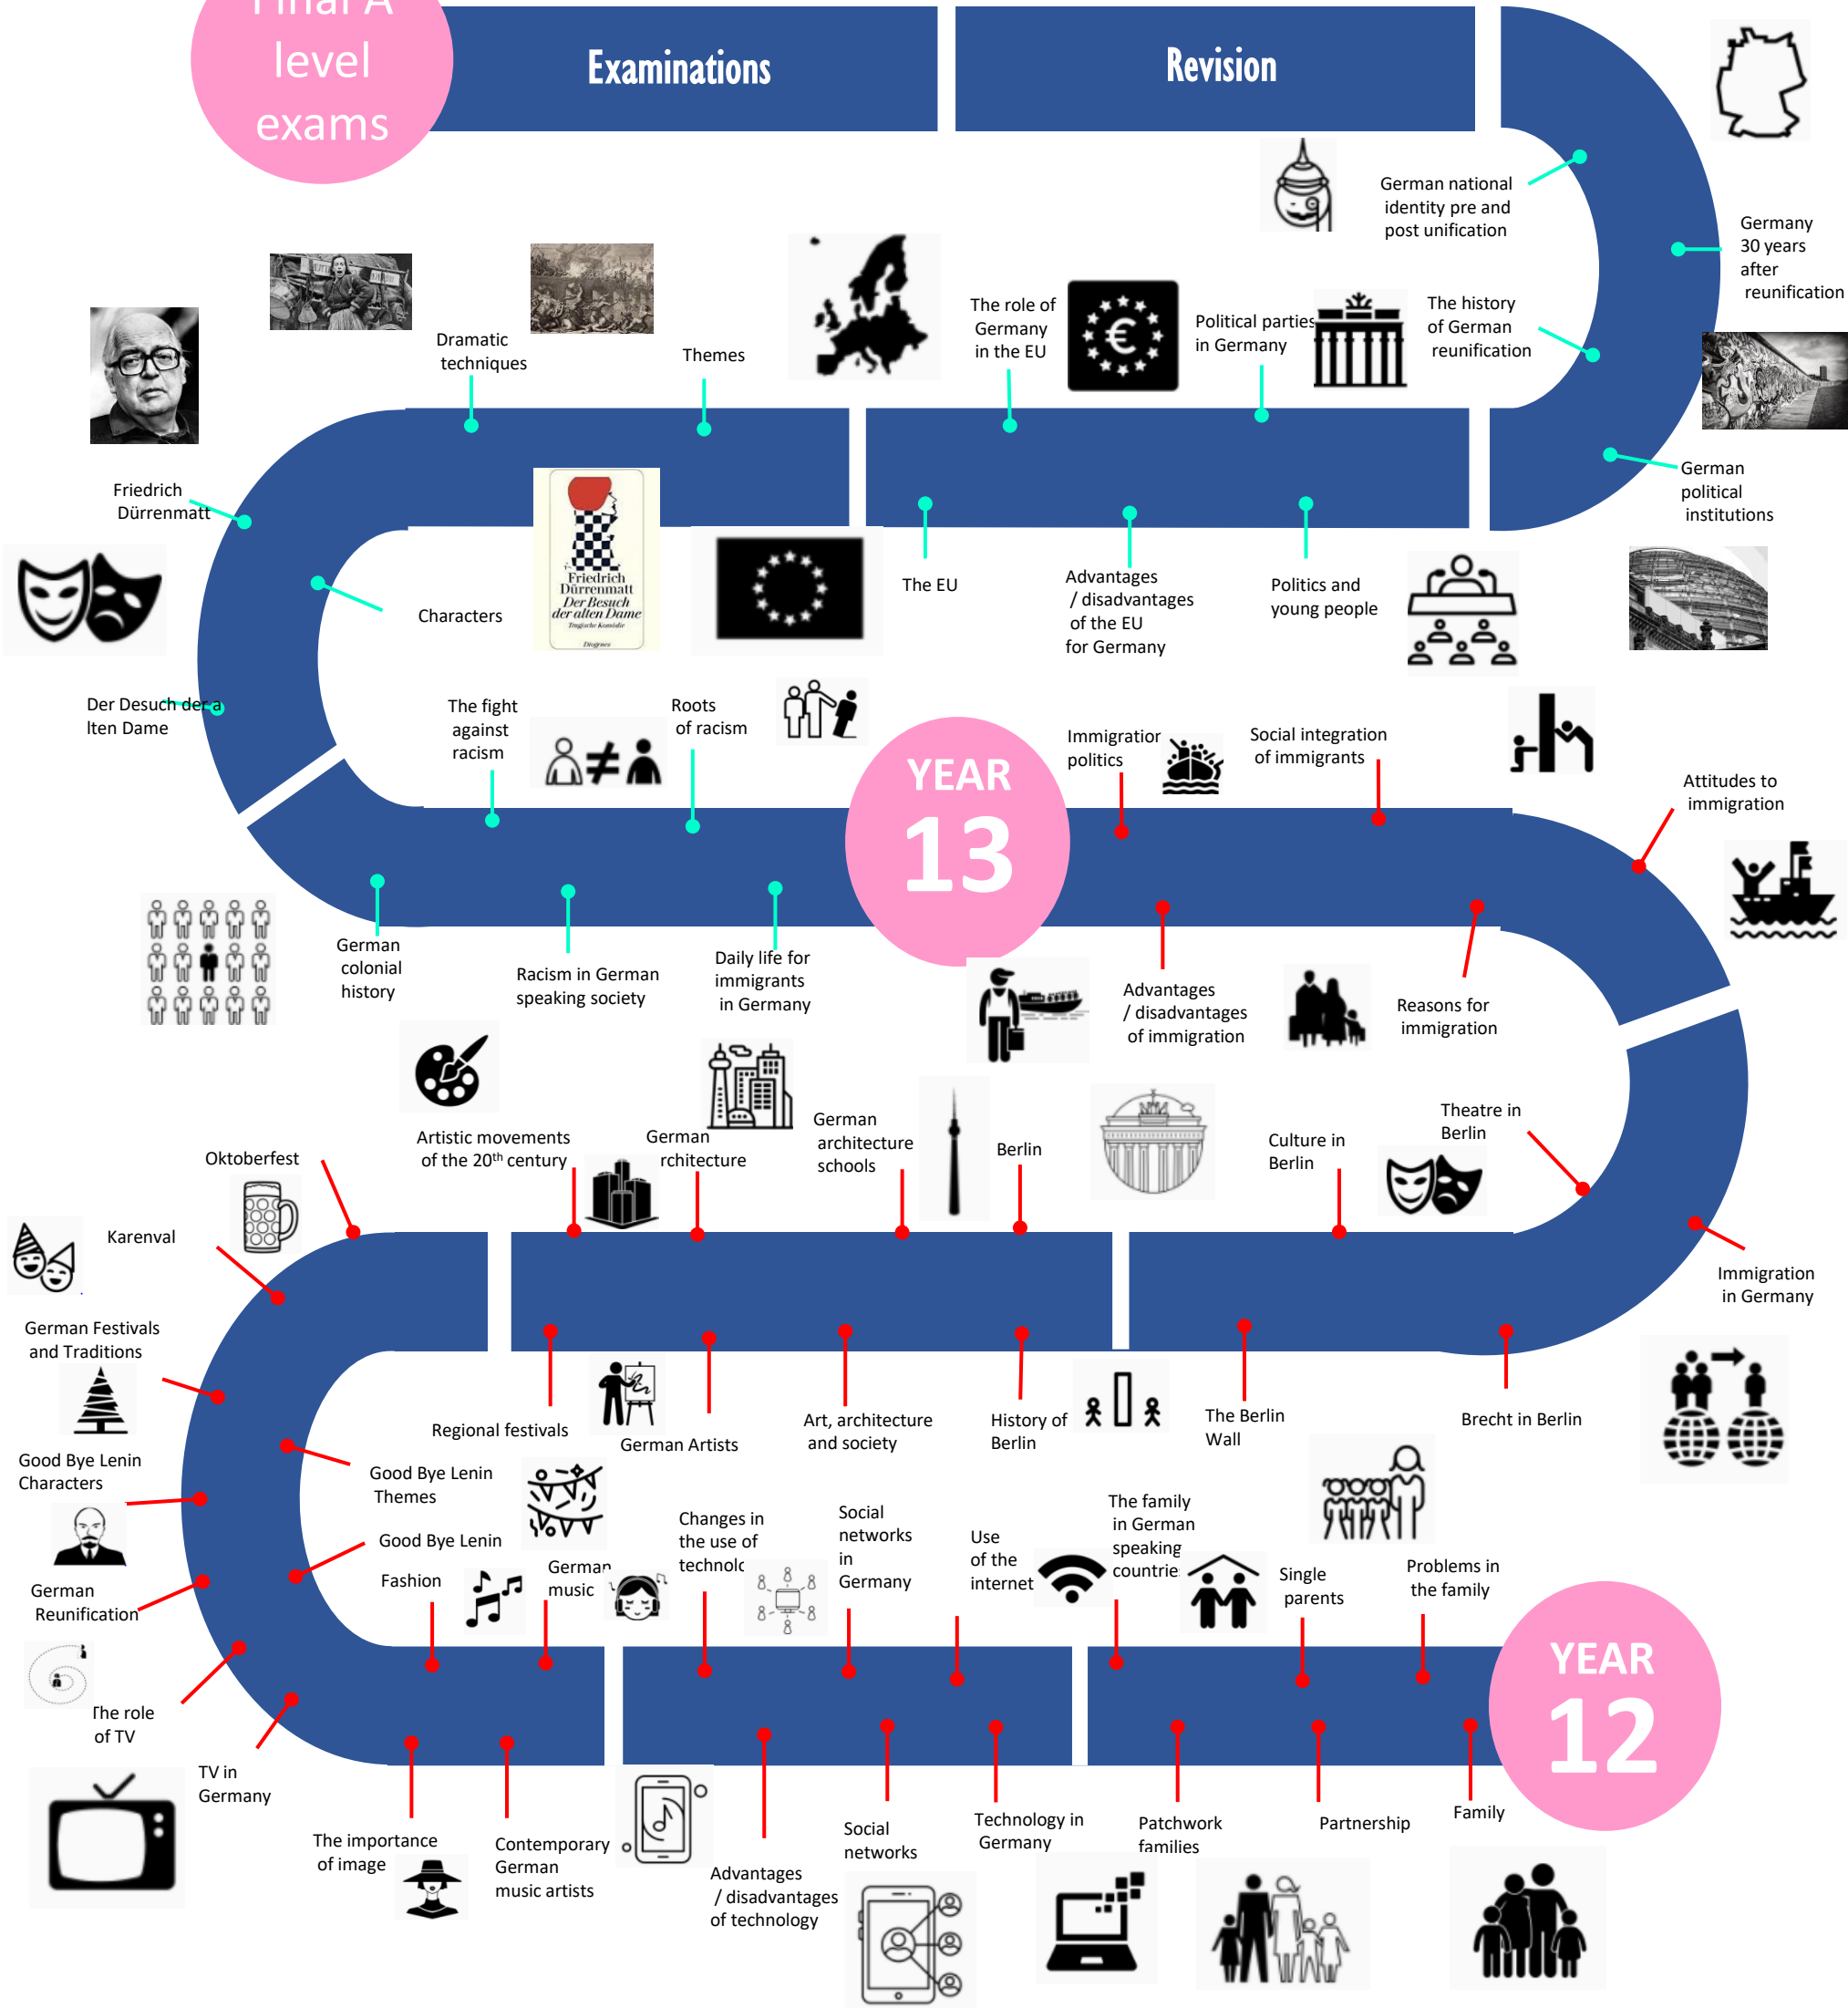 Final A
level
exams
Examinations
Revision
German national
identity pre and
post unification
Germany
30 years
after
reunification
The history
of German
reunification
German
political
institutions
Political parties
in Germany
The role of
Germany
in the EU
Themes
Dramatic
techniques
The EU
Advantages
/ disadvantages
of the EU
for Germany
Politics and
young people
Friedrich
Dürrenmatt
Characters
Friedrich
Dürrenmatt
Der Besuch
der alten Dame
Tragische Komödie
Diogenes
Der Desuch der a
lten Dame
The fight
against
racism
Roots
of racism
YEAR
13
Immigration
politics
Social integration
of immigrants
Attitudes to
immigration
German
colonial
history
Racism in German
speaking society
Daily life for
immigrants
in Germany
Advantages
/ disadvantages
of immigration
Reasons for
immigration
Oktoberfest
Artistic movements
of the 20th century
German
rchitecture
German
architecture
schools
Berlin
Culture in
Berlin
Theatre in
Berlin
Karenval
Immigration
in Germany
German Festivals
and Traditions
Regional festivals
German Artists
Art, architecture
and society
History of
Berlin
The Berlin
Wall
Brecht in Berlin
Good Bye Lenin
Characters
Good Bye Lenin
Themes
Good Bye Lenin
German
Reunification
Fashion
German
music
Changes in
the use of
technolo
Social
networks
in
Germany
Use
of the
internet
The family
in German
speaking
countries
Single
parents
Problems in
the family
YEAR
12
The role
of TV
TV in
Germany
The importance
of image
Contemporary
German
music artists
Advantages
/ disadvantages
of technology
Social
networks
Technology in
Germany
Patchwork
families
Partnership
Family